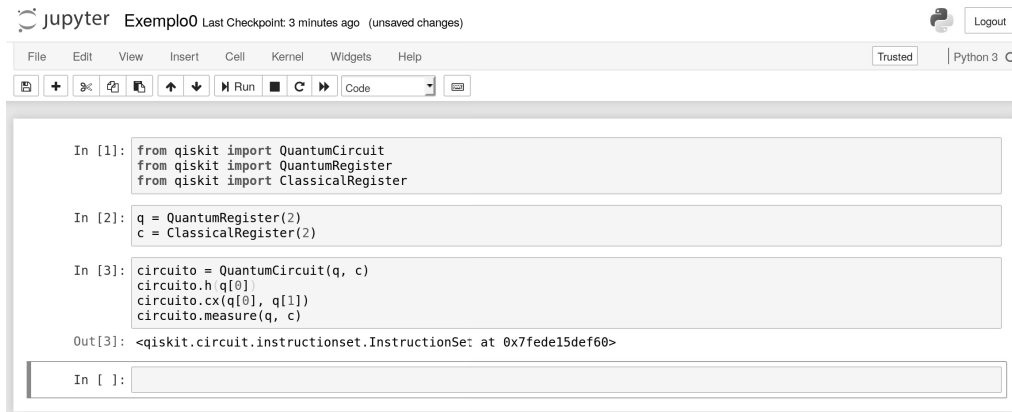 jupyter Exemplo0 Last Checkpoint: 3 minutes ago (unsaved changes)
Logout
File Edit View Insert Cell Kernel Widgets Help
Trusted
Python 3
Run
Code
In [1]: from qiskit import QuantumCircuit
from qiskit import QuantumRegister
from qiskit import ClassicalRegister
In [2]: q = QuantumRegister(2)
c = ClassicalRegister(2)
In [3]: circuito = QuantumCircuit(q, c)
circuito.h(q[0])
circuito.cx(q[0], q[1])
circuito.measure(q, c)
Out[3]: <qiskit.circuit.instructionset.InstructionSet at 0x7fede15def60>
In [ ]: